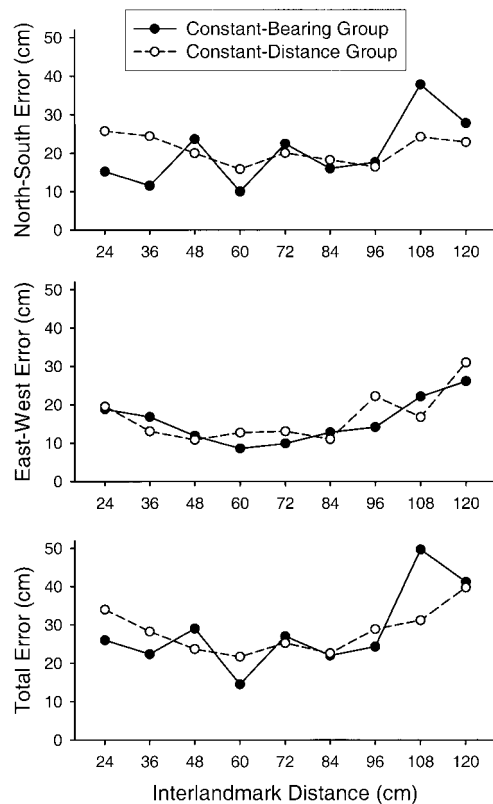 Constant-Bearing Group
Constant-Distance Group
North-South Error (cm)
50
40
30
20
10
0
24 36 48 60 72 84 96 108 120
East-West Error (cm)
50
40
30
20
10
0
24 36 48 60 72 84 96 108 120
Total Error (cm)
50
40
30
20
10
0
24 36 48 60 72 84 96 108 120
Interlandmark Distance (cm)